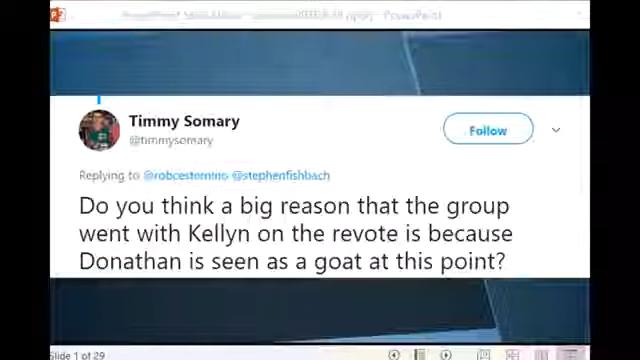 PowerPoint
Timmy Somary
@timmysomary
Follow
Replying to @robcesternino @stephenfishbach
Do you think a big reason that the group
went with Kellyn on the revote is because
Donathan is seen as a goat at this point?
Slide 1 of 29